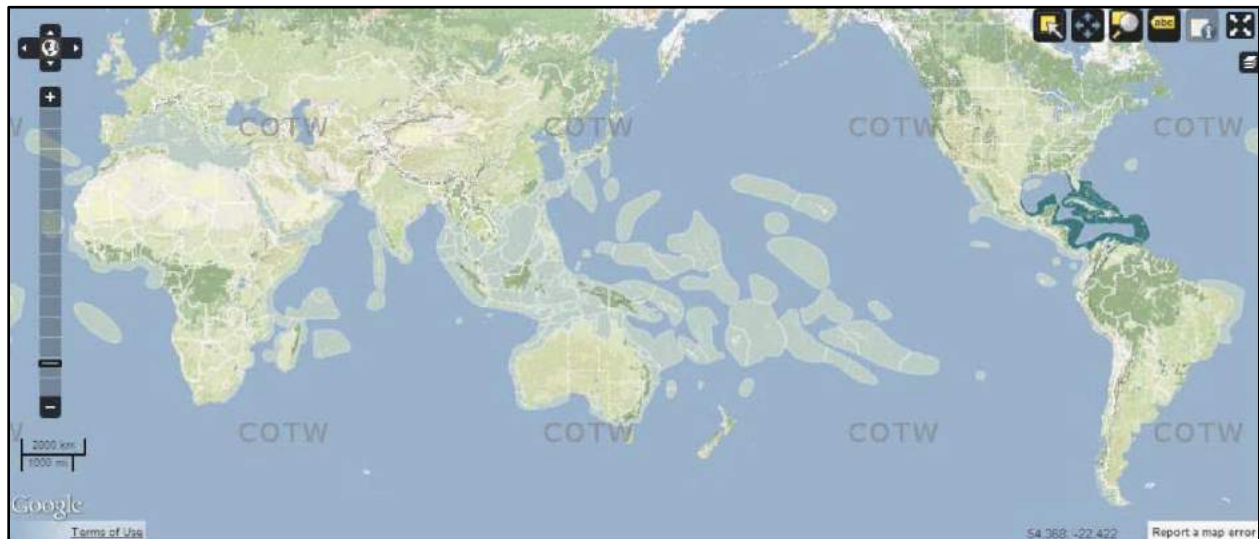 abc
i
+
COTW COTW COTW COTW
−
COTW COTW COTW COTW
2000 km
1000 mi
Google
Terms of Use
54.368, -22.422
Report a map error